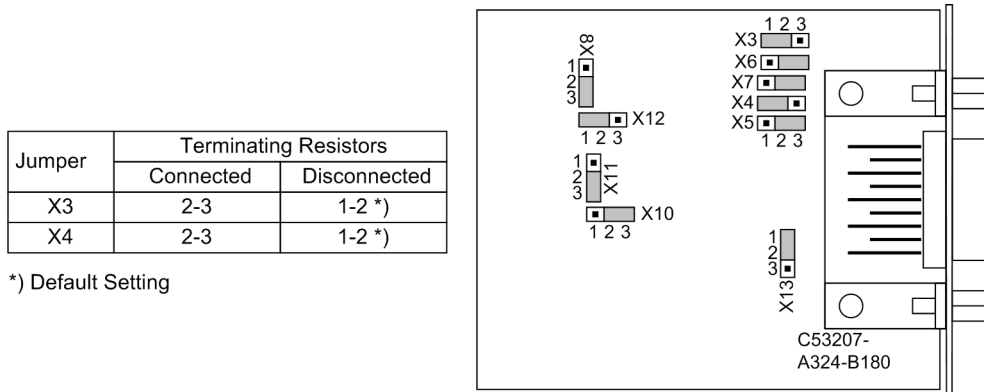 Jumper
Terminating Resistors
Connected Disconnected
X3 2-3 1-2 *)
X4 2-3 1-2 *)
*) Default Setting
1 2 3
X3
X6
X7
X4
X5
1 2 3
X8
1
2
3
X12
1 2 3
1
2
3
X11
X10
1 2 3
1
2
3
X13
C53207-
A324-B180